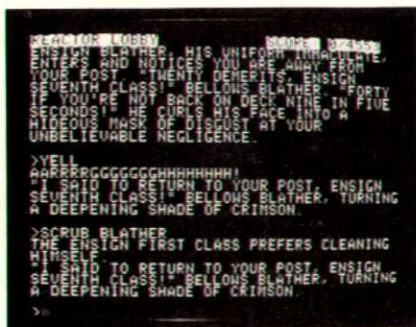 REACTOR LOBBY SCORE: 0/4553
ENSIGN BLATHER, HIS UNIFORM IMMACULATE,
ENTERS AND NOTICES YOU ARE AWAY FROM
YOUR POST. "TWENTY DEMERITS, ENSIGN
SEVENTH CLASS!" BELLOWS BLATHER. "FORTY
IF YOU'RE NOT BACK ON DECK NINE IN FIVE
SECONDS!" HE CURLS HIS FACE INTO A
HIDEOUS MASK OF DISGUST AT YOUR
UNBELIEVABLE NEGLIGENCE.
>YELL
AARRRRGGGGGGGHHHHHHHH!
"I SAID TO RETURN TO YOUR POST, ENSIGN
SEVENTH CLASS!" BELLOWS BLATHER, TURNING
A DEEPENING SHADE OF CRIMSON.
>SCRUB BLATHER
THE ENSIGN FIRST CLASS PREFERS CLEANING
HIMSELF.
"I SAID TO RETURN TO YOUR POST, ENSIGN
SEVENTH CLASS!" BELLOWS BLATHER, TURNING
A DEEPENING SHADE OF CRIMSON.
>